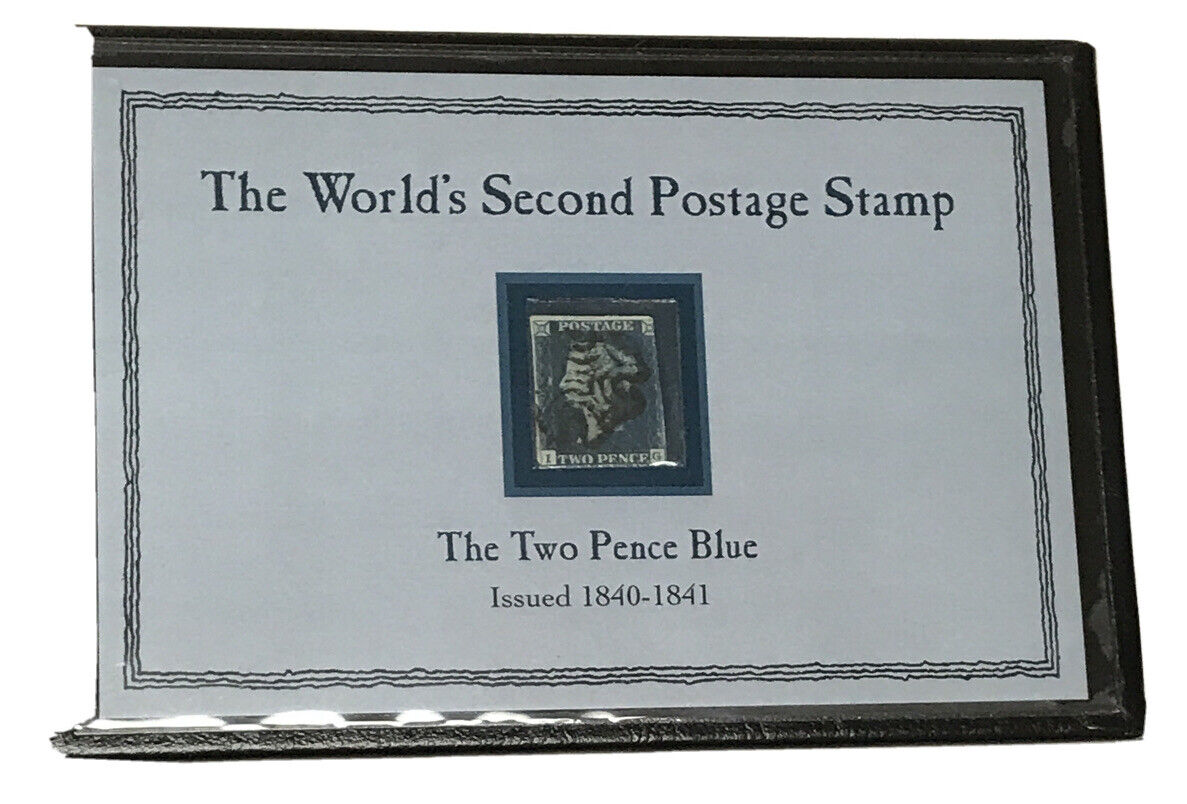 The World's Second Postage Stamp
POSTAGE
I TWO PENCE G
The Two Pence Blue
Issued 1840-1841